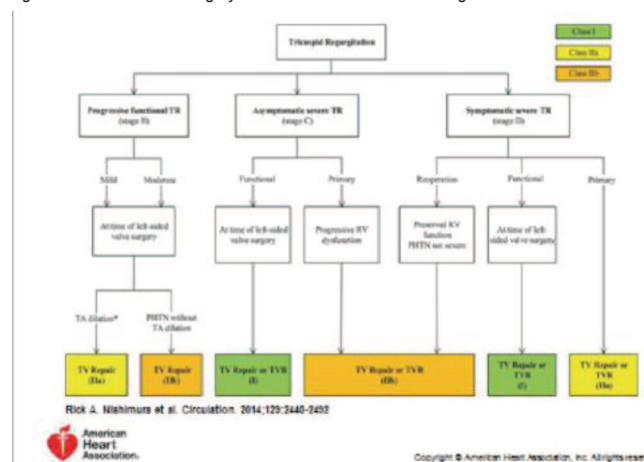 Tricuspid Regurgitation
Class I
Class IIa
Class IIb
Progressive functional TR
(stage B)
Asymptomatic severe TR
(stage C)
Symptomatic severe TR
(stage D)
Mild
Moderate
Functional
Primary
Reoperation
Functional
Primary
At time of left-sided
valve surgery
At time of left-sided
valve surgery
Progressive RV
dysfunction
Preserved RV
function
PHTN not severe
At time of left-
sided valve surgery
TA dilation*
PHTN without
TA dilation
TV Repair
(IIa)
TV Repair
(IIb)
TV Repair or TVR
(I)
TV Repair or TVR
(IIb)
TV Repair or
TVR
(I)
TV Repair or
TVR
(IIa)
Rick A. Nishimura et al. Circulation. 2014;129:2440-2492
American
Heart
Association.
Copyright © American Heart Association, Inc. All rights rese